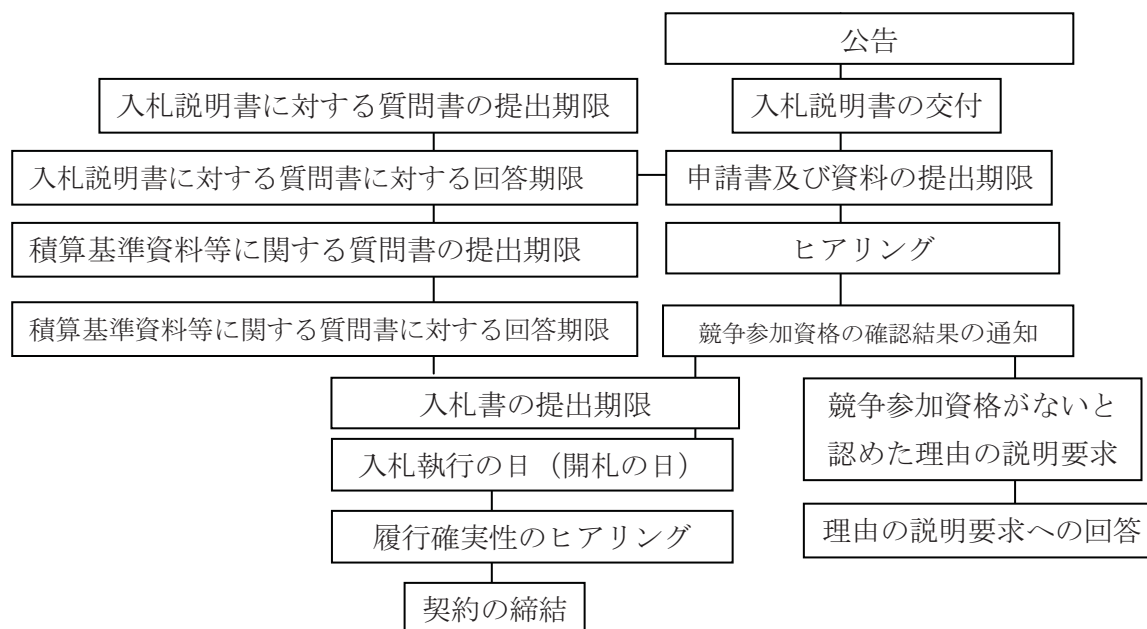 公告
入札説明書に対する質問書の提出期限
入札説明書の交付
入札説明書に対する質問書に対する回答期限
申請書及び資料の提出期限
積算基準資料等に関する質問書の提出期限
ヒアリング
積算基準資料等に関する質問書に対する回答期限
競争参加資格の確認結果の通知
入札書の提出期限
競争参加資格がないと
認めた理由の説明要求
入札執行の日（開札の日）
履行確実性のヒアリング
理由の説明要求への回答
契約の締結